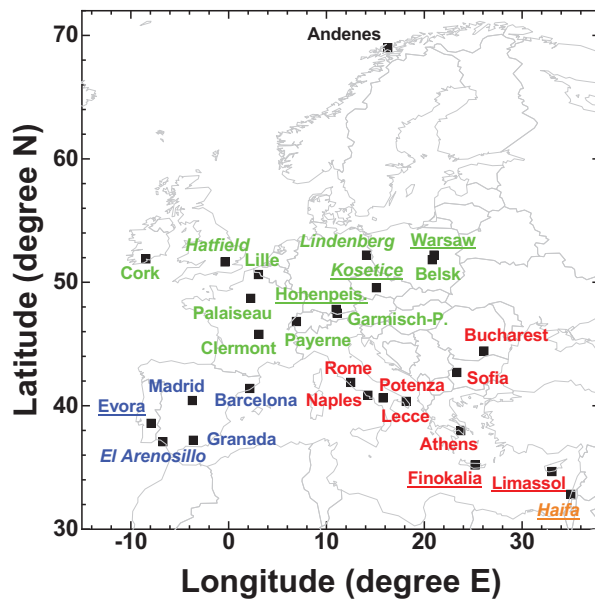 Andenes
70
60
Hatfield
Lindenberg
Warsaw
Lille
Cork
Kosetice
Belsk
50
Hohenpeis.
Palaiseau
Garmisch-P.
Clermont
Payerne
Bucharest
Rome
Sofia
Madrid
Potenza
Barcelona
Naples
40
Evora
Lecce
Granada
Athens
El Arenosillo
Finokalia
Limassol
Haifa
30
-10 0 10 20 30
Latitude (degree N)
Longitude (degree E)